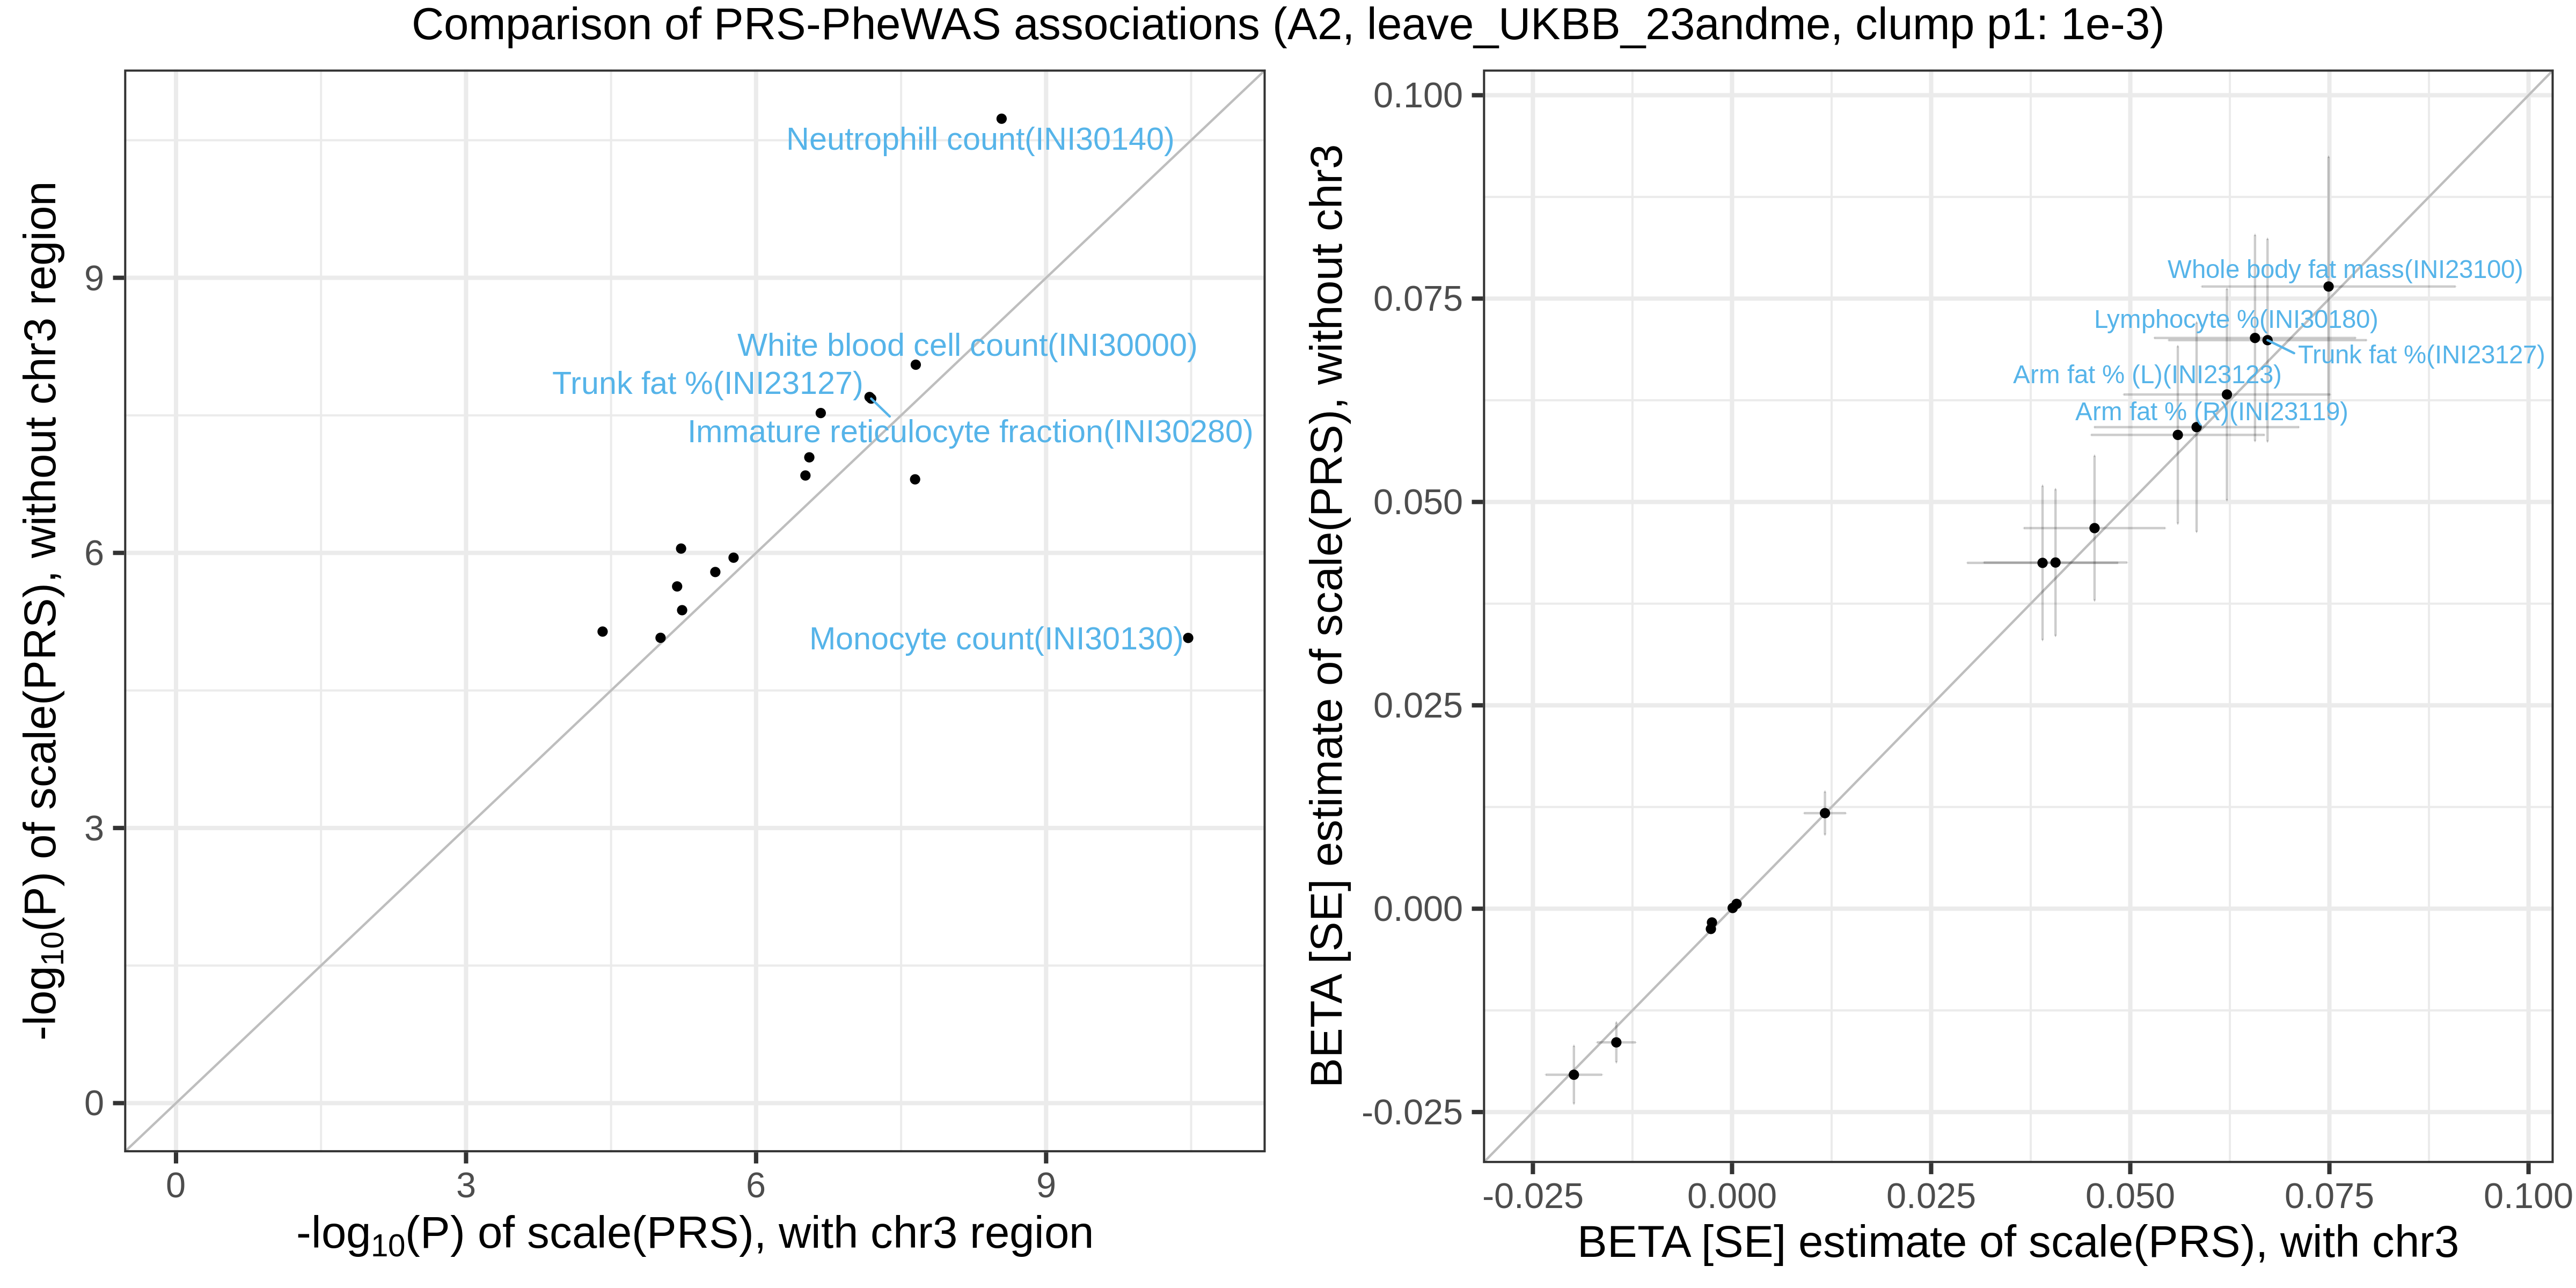 Comparison of PRS-PheWAS associations (A2, leave_UKBB_23andme, clump p1: 1e-3)
-log10(P) of scale(PRS), without chr3 region
9
6
3
0
Neutrophill count(INI30140)
White blood cell count(INI30000)
Trunk fat %(INI23127)
Immature reticulocyte fraction(INI30280)
Monocyte count(INI30130)
0 3 6 9
-log10(P) of scale(PRS), with chr3 region
BETA [SE] estimate of scale(PRS), without chr3
0.100
0.075
0.050
0.025
0.000
-0.025
Whole body fat mass(INI23100)
Lymphocyte %(INI30180)
Trunk fat %(INI23127)
Arm fat % (L)(INI23123)
Arm fat % (R)(INI23119)
-0.025 0.000 0.025 0.050 0.075 0.100
BETA [SE] estimate of scale(PRS), with chr3